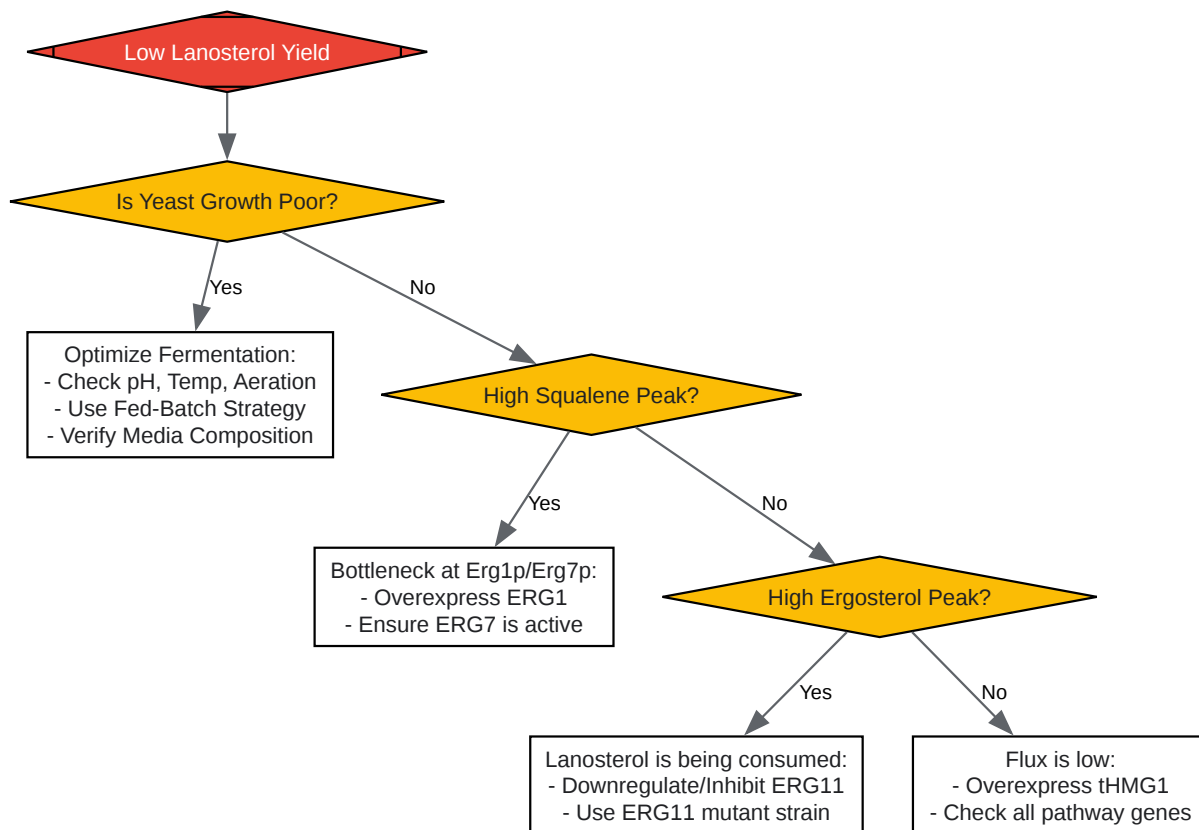 Low Lanosterol Yield
Is Yeast Growth Poor?
Yes
No
Optimize Fermentation:
- Check pH, Temp, Aeration
- Use Fed-Batch Strategy
- Verify Media Composition
High Squalene Peak?
Yes
No
Bottleneck at Erg1p/Erg7p:
- Overexpress ERG1
- Ensure ERG7 is active
High Ergosterol Peak?
Yes
No
Lanosterol is being consumed:
- Downregulate/Inhibit ERG11
- Use ERG11 mutant strain
Flux is low:
- Overexpress tHMG1
- Check all pathway genes